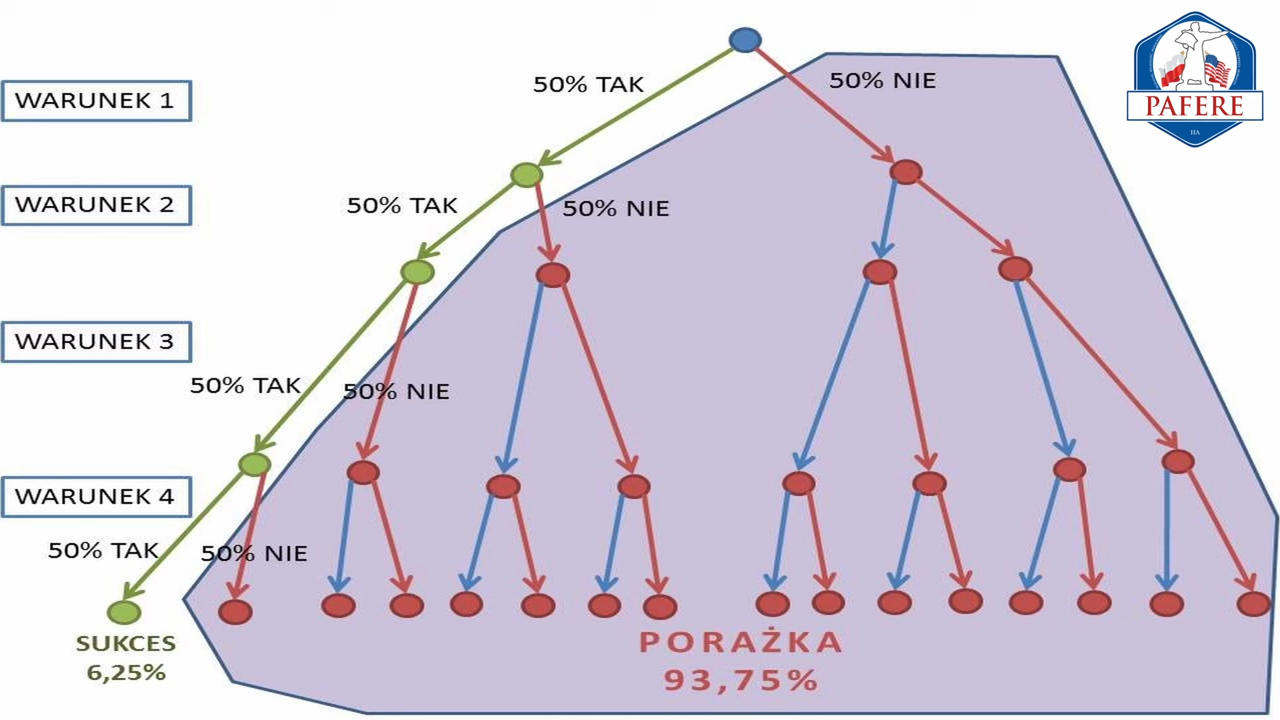 WARUNEK 1
50% TAK
50% NIE
PAFERE
WARUNEK 2
50% TAK
50% NIE
WARUNEK 3
50% TAK
50% NIE
WARUNEK 4
50% TAK
50% NIE
SUKCES
6,25%
PORAŻKA
93,75%